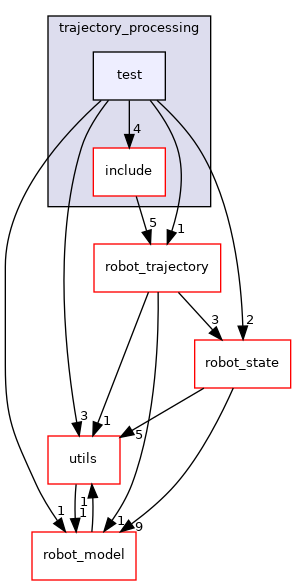 trajectory_processing
test
4
include
5
1
robot_trajectory
3
2
robot_state
3
1
5
utils
1
1
1
1
9
robot_model